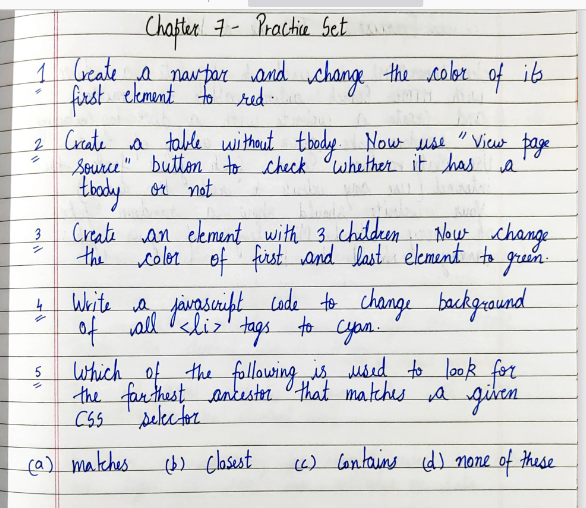 Chapter 7 - Practice Set
1 Create a navbar and change the color of its
first element to red.
2 Create a table without tbody. Now use "View page
source" button to check whether it has a
tbody or not
3 Create an element with 3 children. Now change
the color of first and last element to green.
4 Write a javascript code to change background
of all <li> tags to cyan.
5 Which of the following is used to look for
the farthest ancestor that matches a given
CSS selector
(a) matches (b) Closest (c) Contains (d) none of these